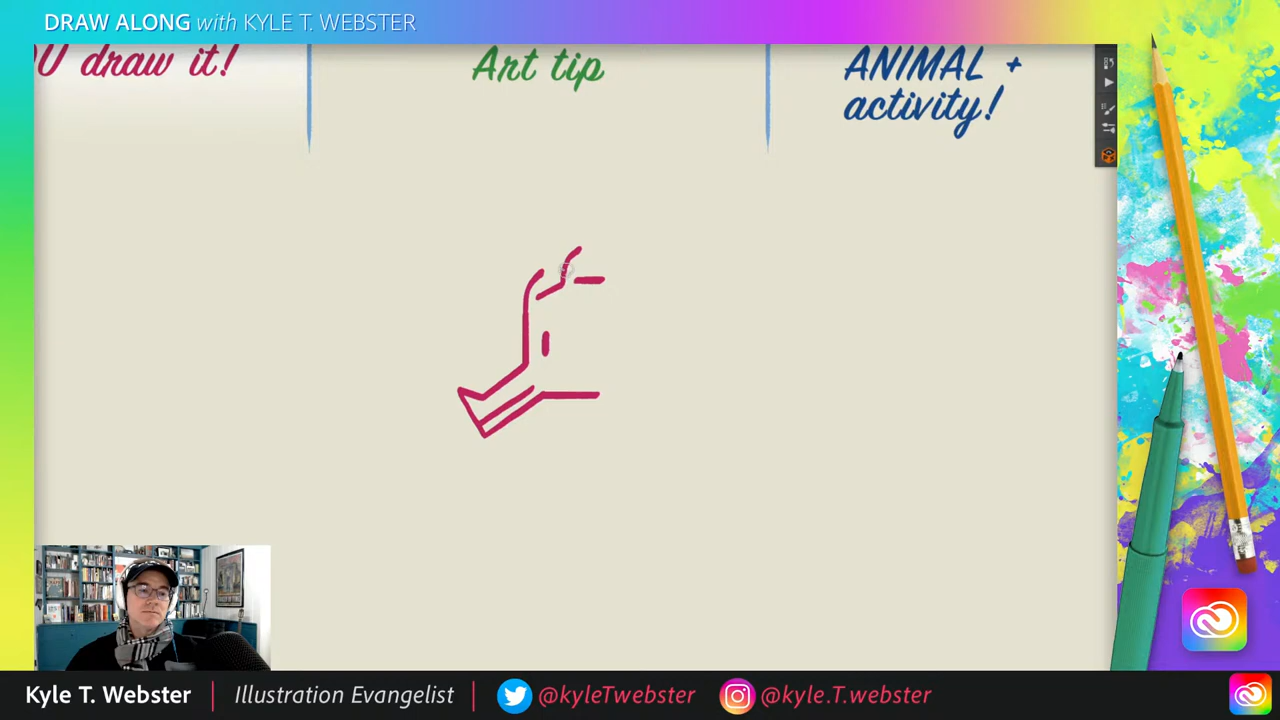 DRAW ALONG with KYLE T. WEBSTER
U draw it!
Art tip
ANIMAL +
activity!
Kyle T. Webster | Illustration Evangelist | @kyleTwebster @kyle.T.webster